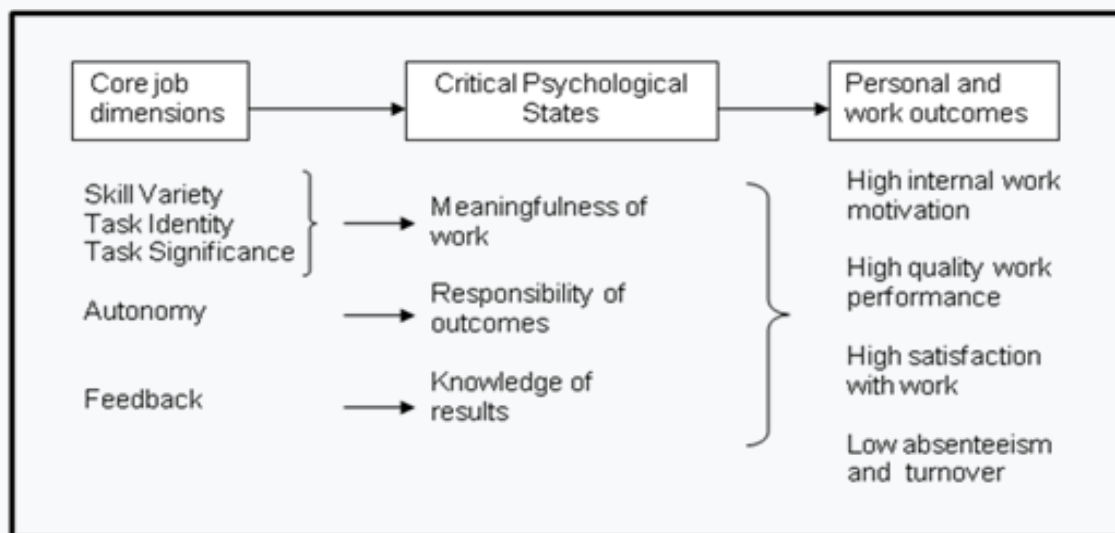 Core job
dimensions
Critical Psychological
States
Personal and
work outcomes
Skill Variety
Task Identity
Task Significance
Meaningfulness of
work
Autonomy
Responsibility of
outcomes
Feedback
Knowledge of
results
High internal work
motivation
High quality work
performance
High satisfaction
with work
Low absenteeism
and turnover